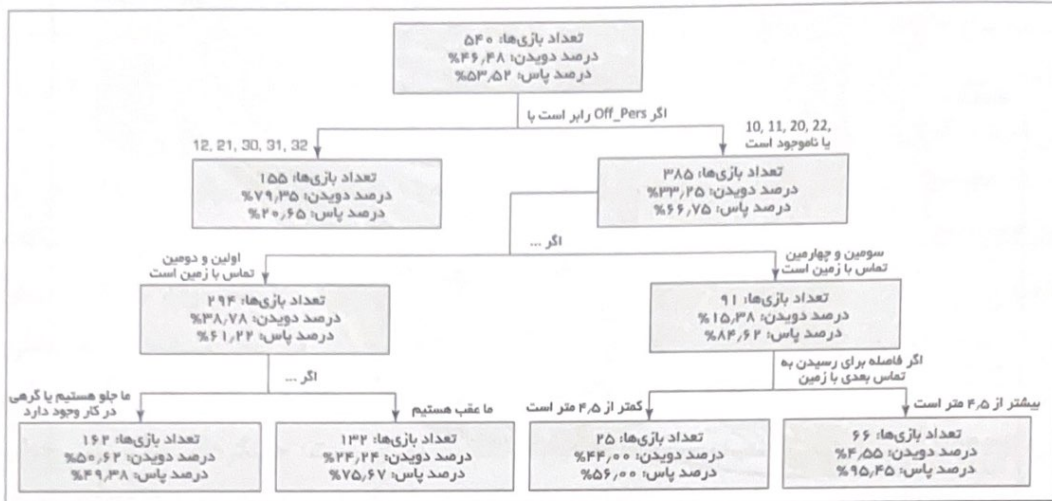 تعداد بازی‌ها: ۵۴۰
درصد دویدن: ۴۶٫۴۸%
درصد پاس: ۵۳٫۵۲%
اگر Off_Pers رابر است با
12, 21, 30, 31, 32
10, 11, 20, 22,
یا ناموجود است
تعداد بازی‌ها: ۱۵۵
درصد دویدن: ۷۹٫۳۵%
درصد پاس: ۲۰٫۶۵%
تعداد بازی‌ها: ۳۸۵
درصد دویدن: ۳۳٫۲۵%
درصد پاس: ۶۶٫۷۵%
اگر ...
اولین و دومین
تماس با زمین است
سومین و چهارمین
تماس با زمین است
تعداد بازی‌ها: ۲۹۴
درصد دویدن: ۳۸٫۷۸%
درصد پاس: ۶۱٫۲۲%
تعداد بازی‌ها: ۹۱
درصد دویدن: ۱۵٫۳۸%
درصد پاس: ۸۴٫۶۲%
اگر ...
اگر فاصله برای رسیدن به
تماس بعدی با زمین
ما جلو هستیم یا گرهی
در کار وجود دارد
ما عقب هستیم
کمتر از ۴٫۵ متر است
بیشتر از ۴٫۵ متر است
تعداد بازی‌ها: ۱۶۲
درصد دویدن: ۵۰٫۶۲%
درصد پاس: ۴۹٫۳۸%
تعداد بازی‌ها: ۱۳۲
درصد دویدن: ۲۴٫۲۴%
درصد پاس: ۷۵٫۶۷%
تعداد بازی‌ها: ۲۵
درصد دویدن: ۴۴٫۰۰%
درصد پاس: ۵۶٫۰۰%
تعداد بازی‌ها: ۶۶
درصد دویدن: ۴٫۵۵%
درصد پاس: ۹۵٫۴۵%